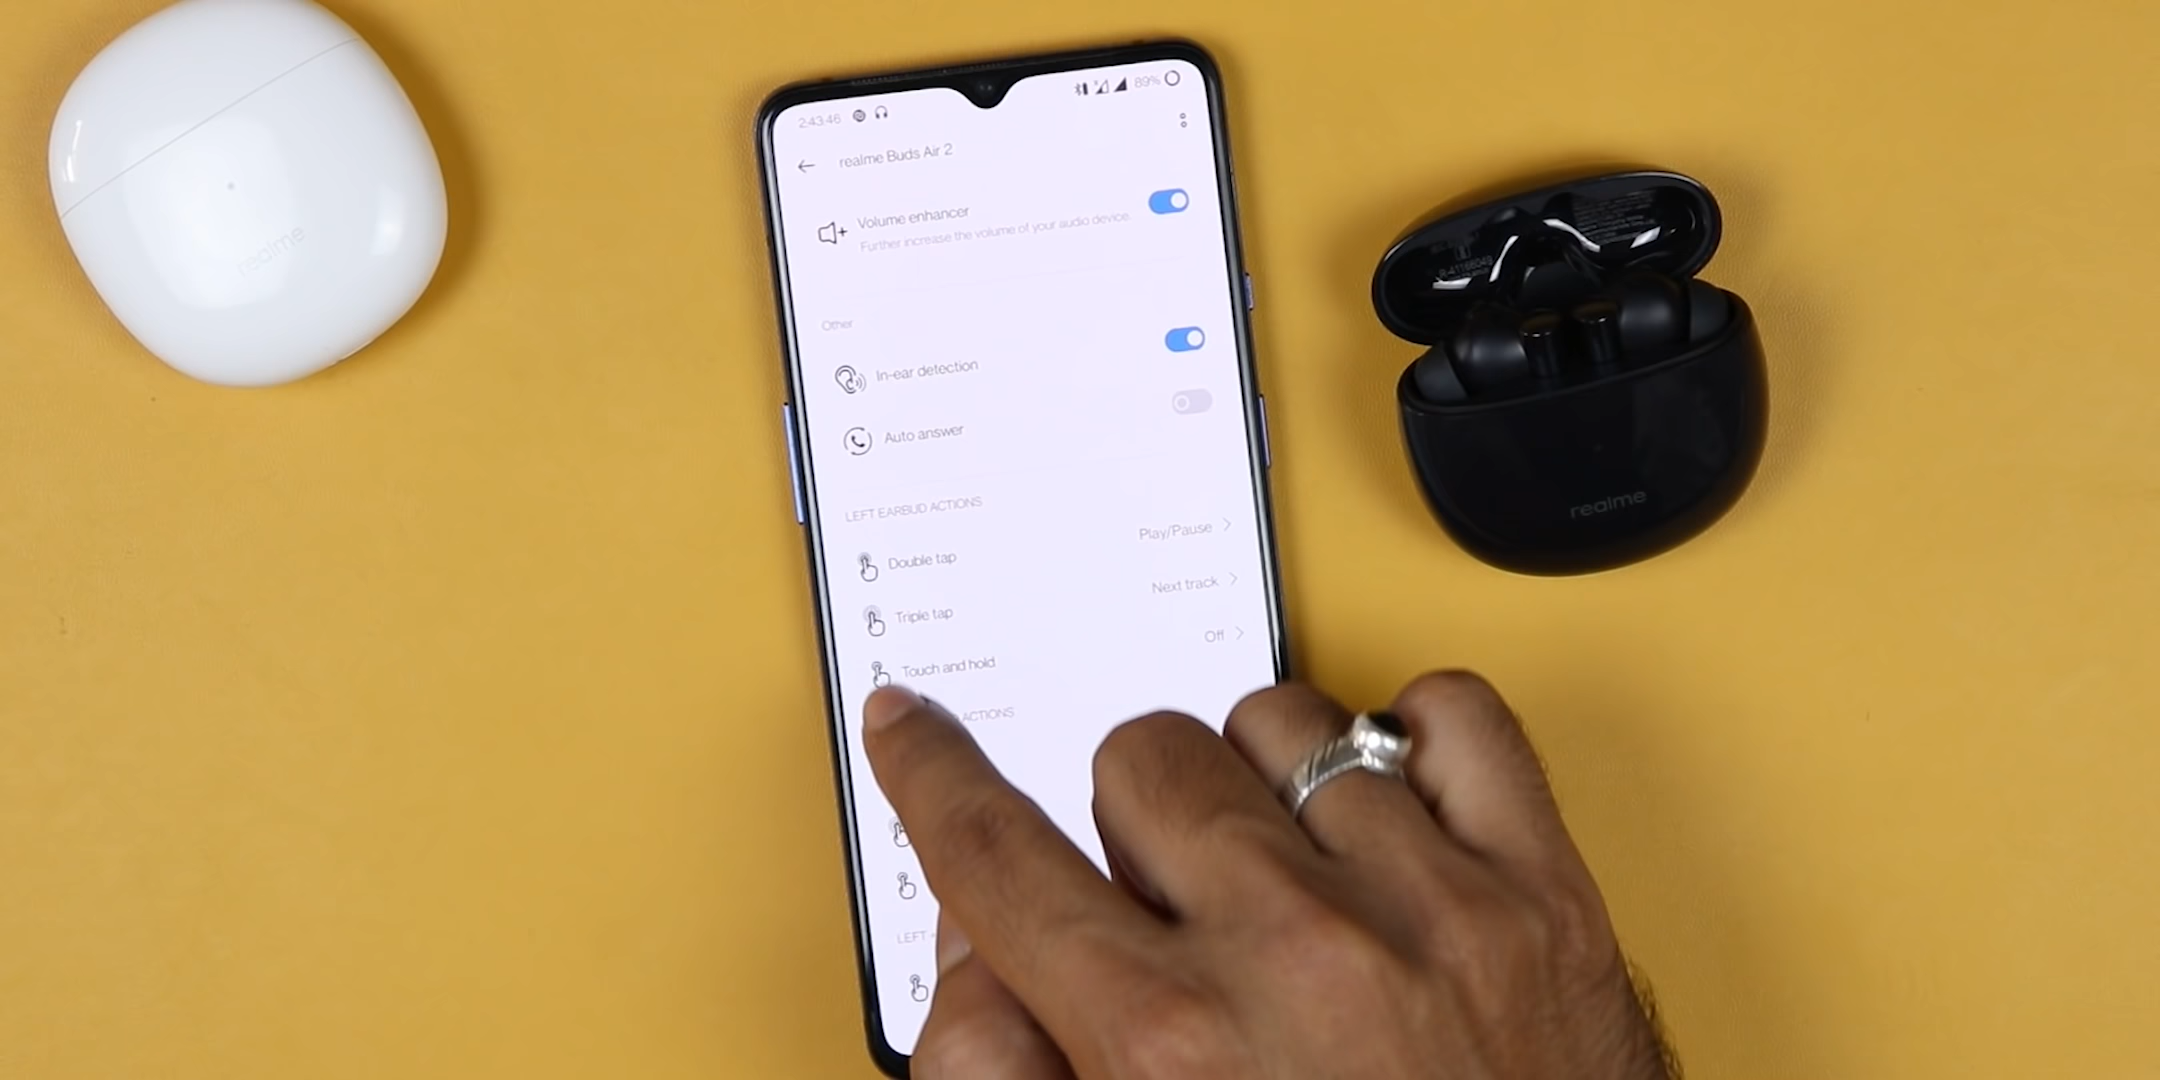 realme
2:43:46
89%
realme Buds Air 2
Volume enhancer
Further increase the volume of your audio device.
Other
In-ear detection
Auto answer
LEFT EARBUD ACTIONS
Double tap Play/Pause
Triple tap Next track
Touch and hold Off
ACTIONS
LEFT
realme